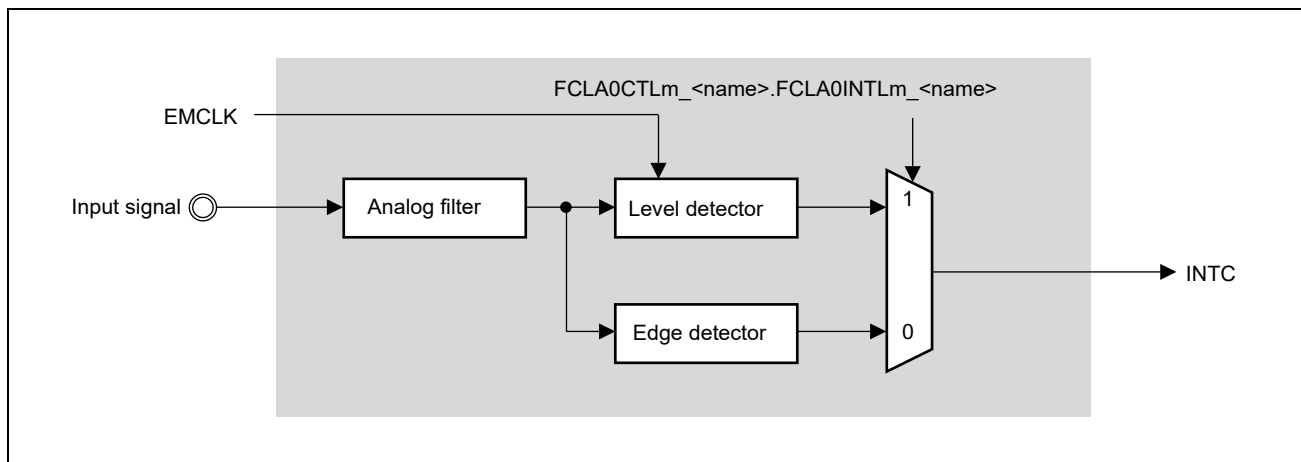 FCLA0CTLm_<name>.FCLA0INTLm_<name>
EMCLK
Input signal
Analog filter
Level detector
1
INTC
Edge detector
0